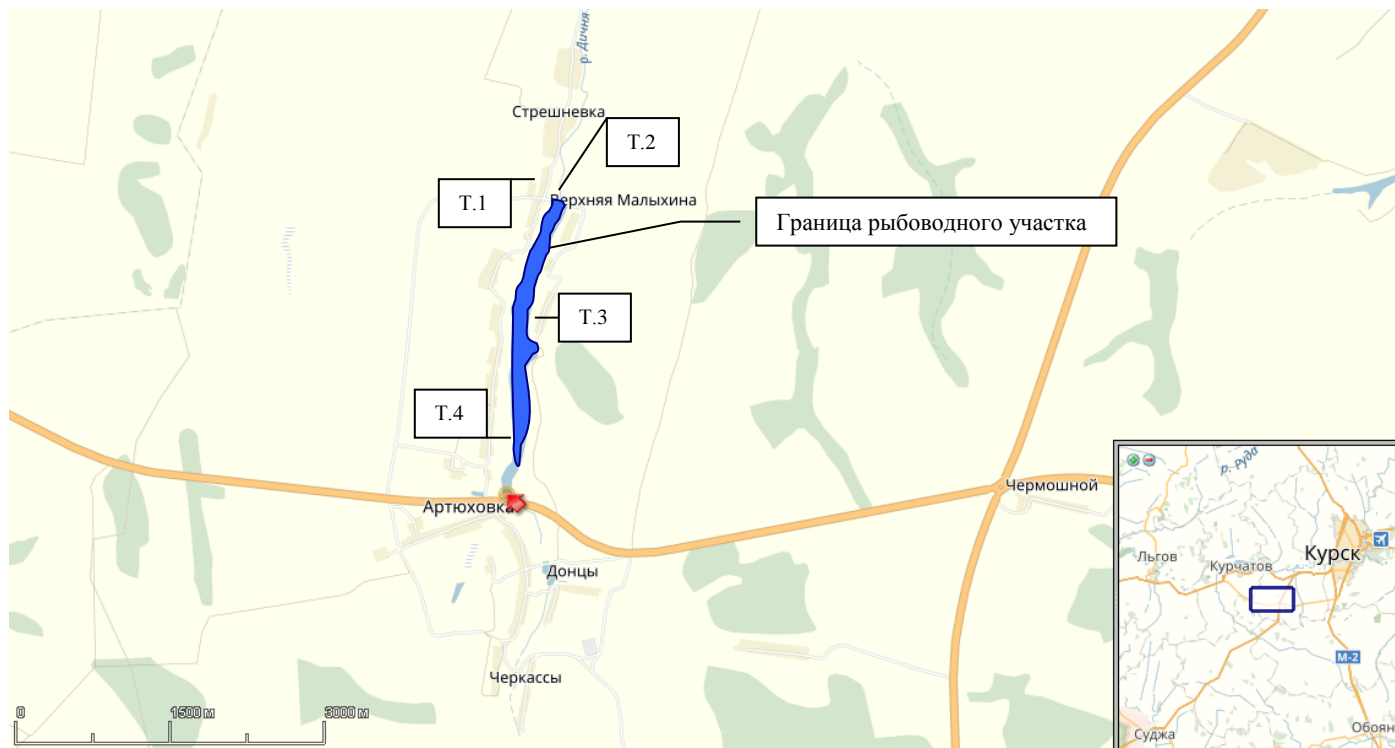 р. Дичня
Стрешневка
Т.2
Т.1
Верхняя Малыхина
Граница рыбоводного участка
Т.3
Т.4
Артюховка
Чермошной
Донцы
Черкассы
0 1500 м 3000 м
р. Руда
Льгов
Курчатов
Курск
М-2
Суджа
Обоян